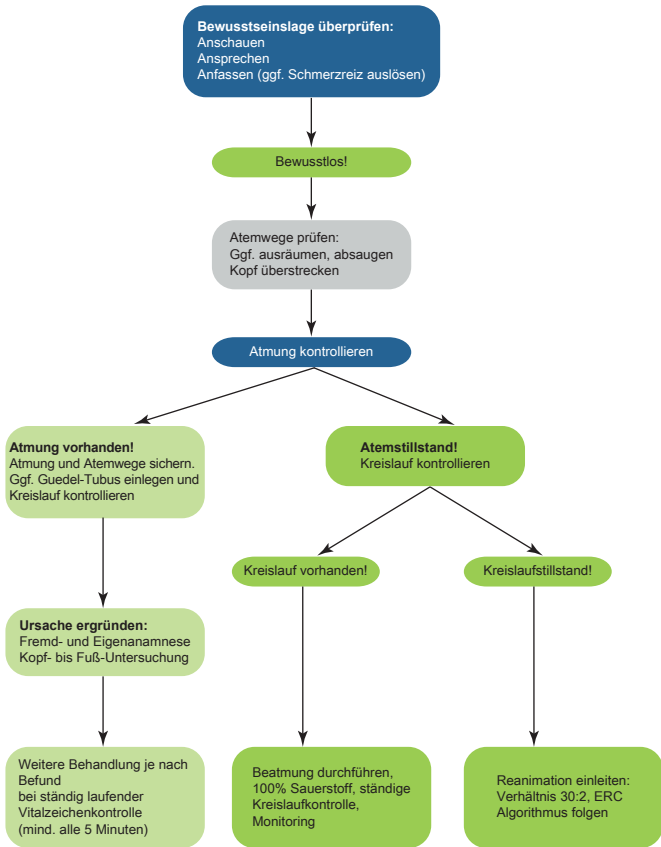 Bewusstseinslage überprüfen:
Anschauen
Ansprechen
Anfassen (ggf. Schmerzreiz auslösen)
Bewusstlos!
Atemwege prüfen:
Ggf. ausräumen, absaugen
Kopf überstrecken
Atmung kontrollieren
Atmung vorhanden!
Atmung und Atemwege sichern.
Ggf. Guedel-Tubus einlegen und
Kreislauf kontrollieren
Atemstillstand!
Kreislauf kontrollieren
Kreislauf vorhanden!
Kreislaufstillstand!
Ursache ergründen:
Fremd- und Eigenanamnese
Kopf- bis Fuß-Untersuchung
Weitere Behandlung je nach
Befund
bei ständig laufender
Vitalzeichenkontrolle
(mind. alle 5 Minuten)
Beatmung durchführen,
100% Sauerstoff, ständige
Kreislaufkontrolle,
Monitoring
Reanimation einleiten:
Verhältnis 30:2, ERC
Algorithmus folgen